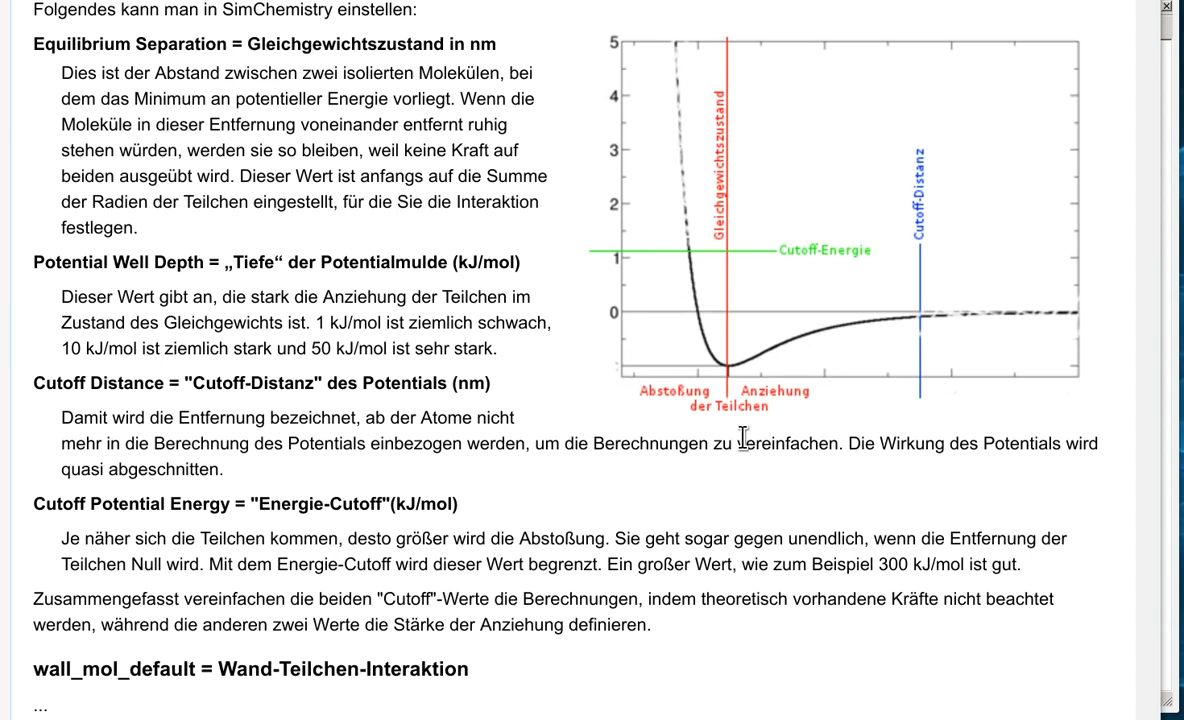 Folgendes kann man in SimChemistry einstellen:
Equilibrium Separation = Gleichgewichtszustand in nm
Dies ist der Abstand zwischen zwei isolierten Molekülen, bei
dem das Minimum an potentieller Energie vorliegt. Wenn die
Moleküle in dieser Entfernung voneinander entfernt ruhig
stehen würden, werden sie so bleiben, weil keine Kraft auf
beiden ausgeübt wird. Dieser Wert ist anfangs auf die Summe
der Radien der Teilchen eingestellt, für die Sie die Interaktion
festlegen.
Potential Well Depth = „Tiefe“ der Potentialmulde (kJ/mol)
Dieser Wert gibt an, die stark die Anziehung der Teilchen im
Zustand des Gleichgewichts ist. 1 kJ/mol ist ziemlich schwach,
10 kJ/mol ist ziemlich stark und 50 kJ/mol ist sehr stark.
Cutoff Distance = "Cutoff-Distanz" des Potentials (nm)
Damit wird die Entfernung bezeichnet, ab der Atome nicht
mehr in die Berechnung des Potentials einbezogen werden, um die Berechnungen zu vereinfachen. Die Wirkung des Potentials wird
quasi abgeschnitten.
5
4
3
2
1
0
Gleichgewichtszustand
Cutoff-Energie
Cutoff-Distanz
Abstoßung
Anziehung
der Teilchen
Cutoff Potential Energy = "Energie-Cutoff"(kJ/mol)
Je näher sich die Teilchen kommen, desto größer wird die Abstoßung. Sie geht sogar gegen unendlich, wenn die Entfernung der
Teilchen Null wird. Mit dem Energie-Cutoff wird dieser Wert begrenzt. Ein großer Wert, wie zum Beispiel 300 kJ/mol ist gut.
Zusammengefasst vereinfachen die beiden "Cutoff"-Werte die Berechnungen, indem theoretisch vorhandene Kräfte nicht beachtet
werden, während die anderen zwei Werte die Stärke der Anziehung definieren.
wall_mol_default = Wand-Teilchen-Interaktion
...